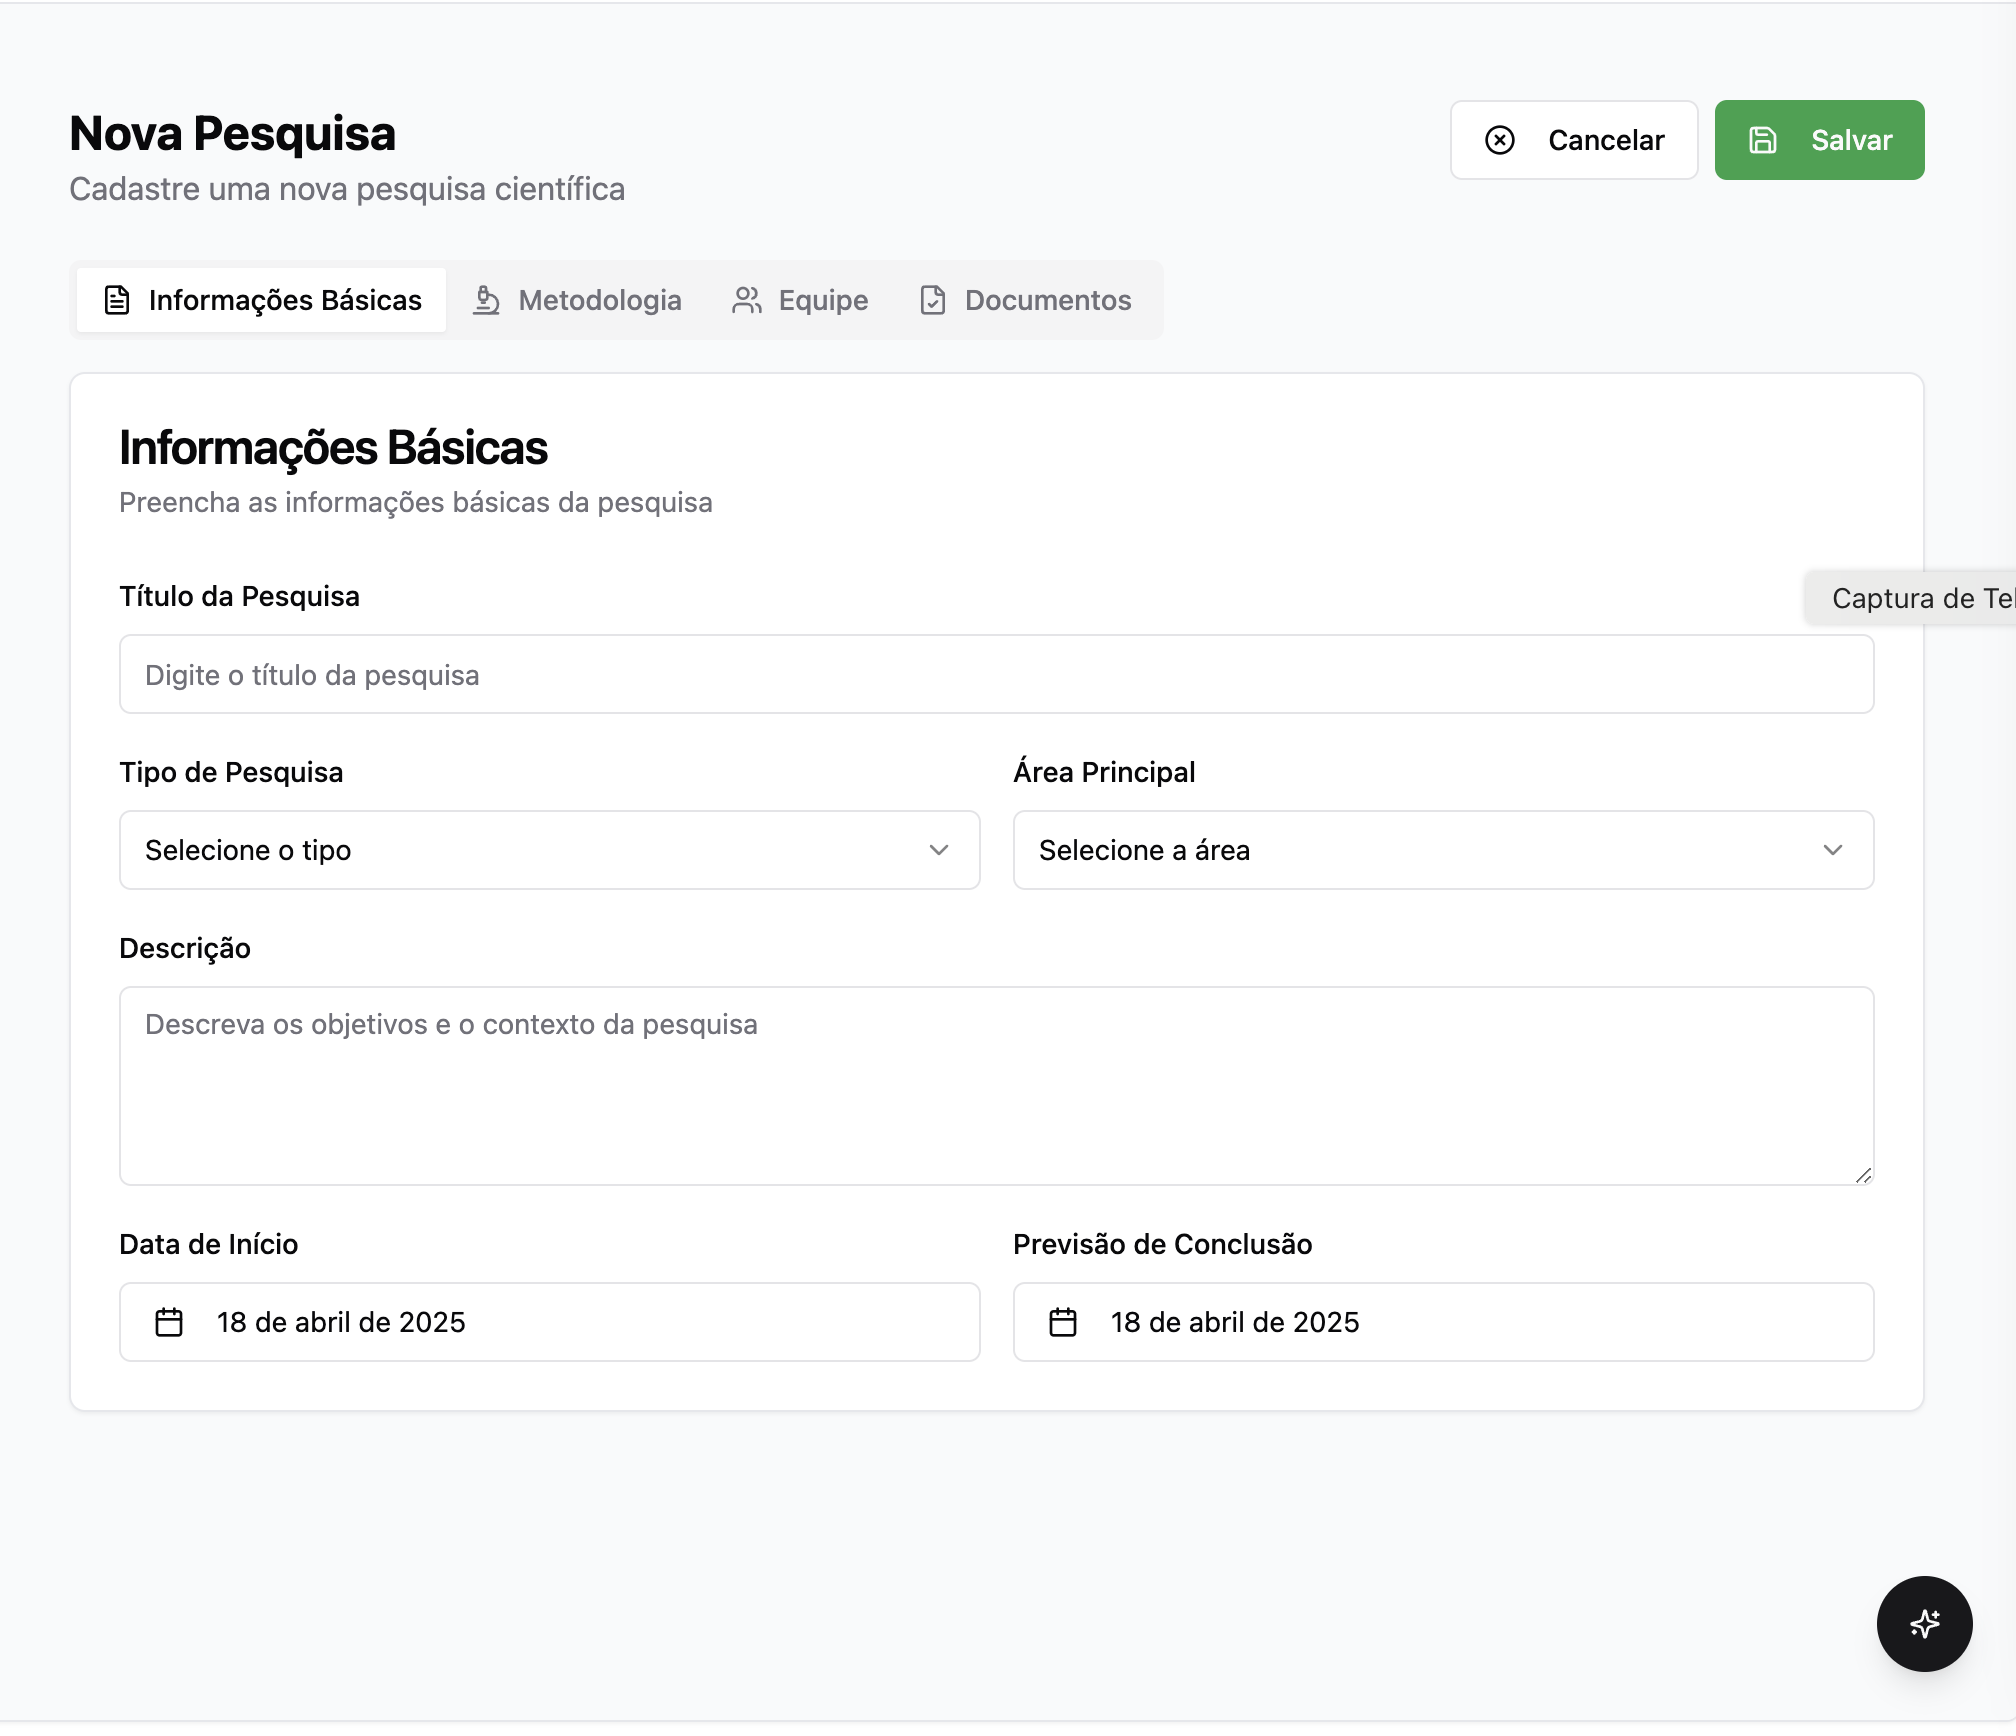 Nova Pesquisa
Cadastre uma nova pesquisa científica
Cancelar
Salvar
Informações Básicas
Metodologia
Equipe
Documentos
Informações Básicas
Preencha as informações básicas da pesquisa
Título da Pesquisa
Captura de
Digite o título da pesquisa
Tipo de Pesquisa
Área Principal
Selecione o tipo
Selecione a área
Descrição
Descreva os objetivos e o contexto da pesquisa
Data de Início
Previsão de Conclusão
18 de abril de 2025
18 de abril de 2025